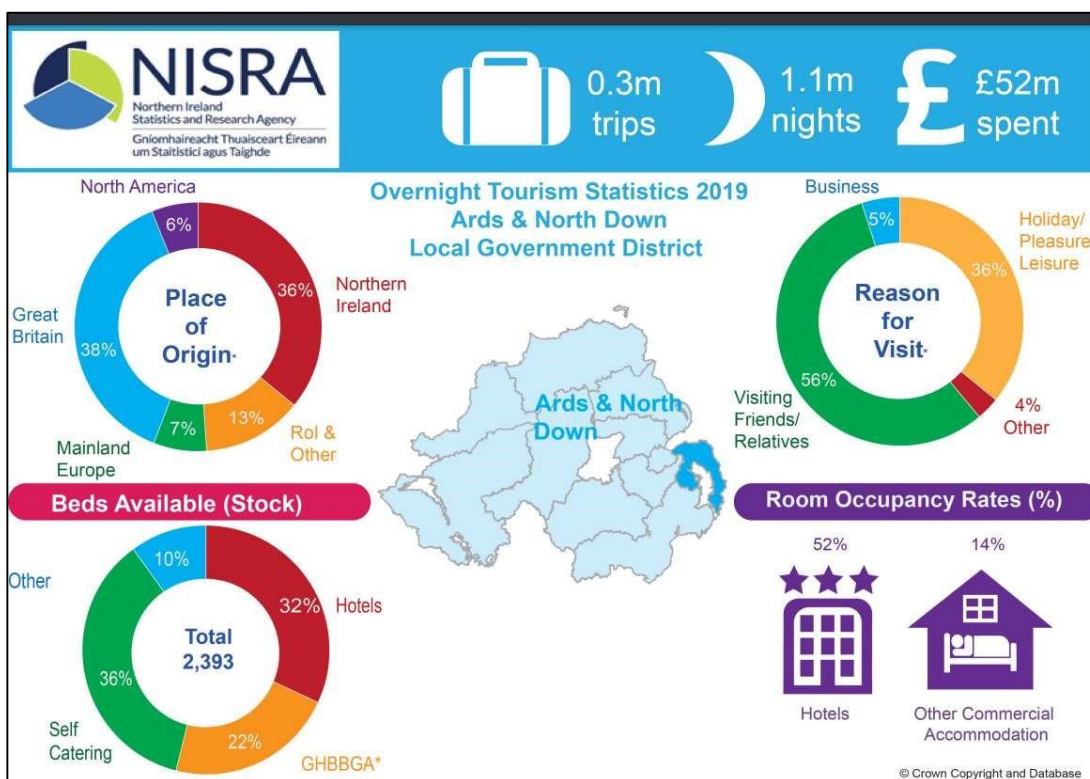 NISRA
Northern Ireland
Statistics and Research Agency
Gníomhaireacht Thuaisceart Éireann
um Staitisticí agus Taighde
0.3m
trips
1.1m
nights
£
£52m
spent
Overnight Tourism Statistics 2019
Ards & North Down
Local Government District
North America
6%
36%
Northern
Ireland
Great
Britain
38%
Place
of
Origin*
7%
13%
Mainland
Europe
RoI &
Other
Business
5%
Holiday/
Pleasure/
Leisure
36%
Reason
for
Visit*
56%
Visiting
Friends/
Relatives
4%
Other
Ards & North
Down
Beds Available (Stock)
Other
10%
32%
Hotels
Total
2,393
36%
Self
Catering
22%
GHBBGA*
Room Occupancy Rates (%)
52%
14%
Hotels
Other Commercial
Accommodation
© Crown Copyright and Database